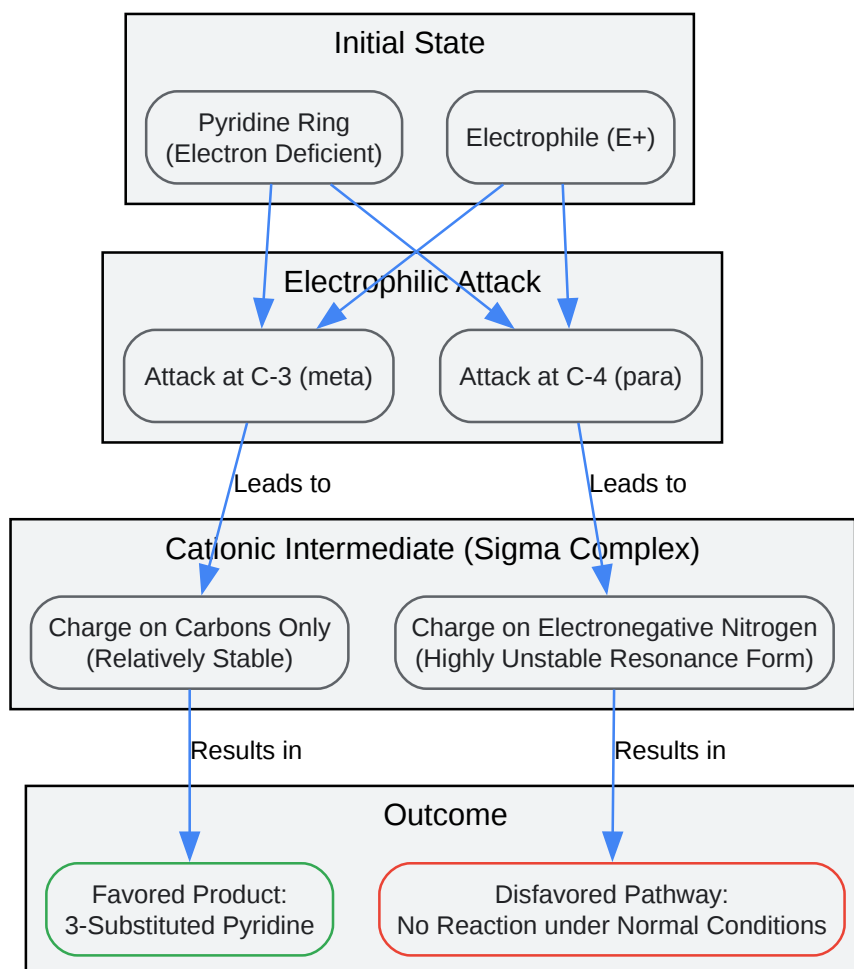 Initial State
Pyridine Ring
(Electron Deficient)
Electrophile (E+)
Electrophilic Attack
Attack at C-3 (meta)
Attack at C-4 (para)
Leads to
Leads to
Cationic Intermediate (Sigma Complex)
Charge on Carbons Only
(Relatively Stable)
Charge on Electronegative Nitrogen
(Highly Unstable Resonance Form)
Results in
Results in
Outcome
Favored Product:
3-Substituted Pyridine
Disfavored Pathway:
No Reaction under Normal Conditions